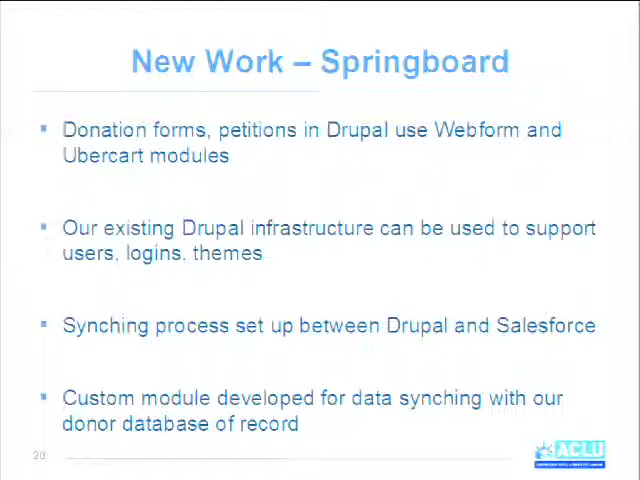 New Work – Springboard
▪ Donation forms, petitions in Drupal use Webform and
Ubercart modules
▪ Our existing Drupal infrastructure can be used to support
users, logins, themes
▪ Synching process set up between Drupal and Salesforce
▪ Custom module developed for data synching with our
donor database of record
20
ACLU